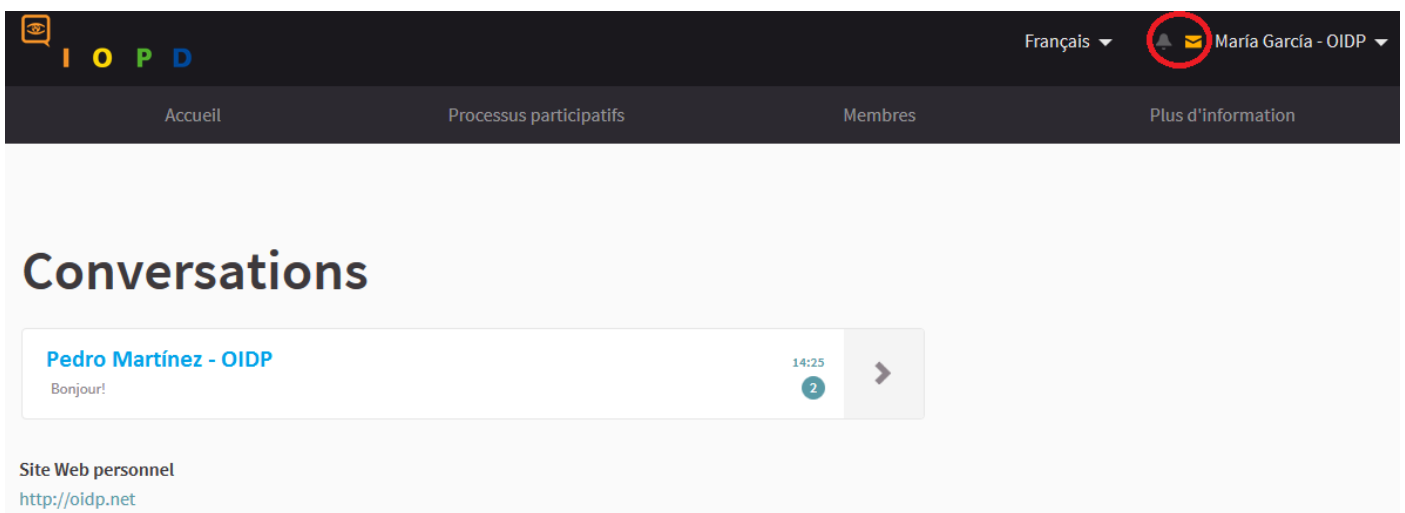 IOPD
Français María García - OIDP
Accueil Processus participatifs Membres Plus d'information
Conversations
Pedro Martínez - OIDP
14:25
Bonjour!
2
Site Web personnel
http://oidp.net